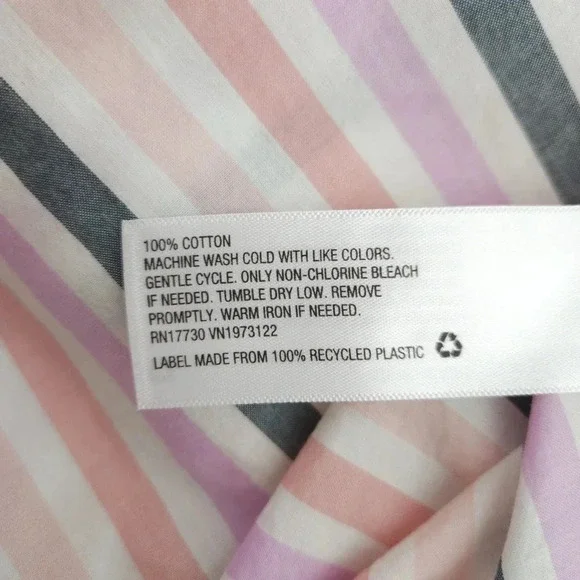 100% COTTON
MACHINE WASH COLD WITH LIKE COLORS.
GENTLE CYCLE. ONLY NON-CHLORINE BLEACH
IF NEEDED. TUMBLE DRY LOW. REMOVE
PROMPTLY. WARM IRON IF NEEDED.
RN17730 VN1973122
LABEL MADE FROM 100% RECYCLED PLASTIC